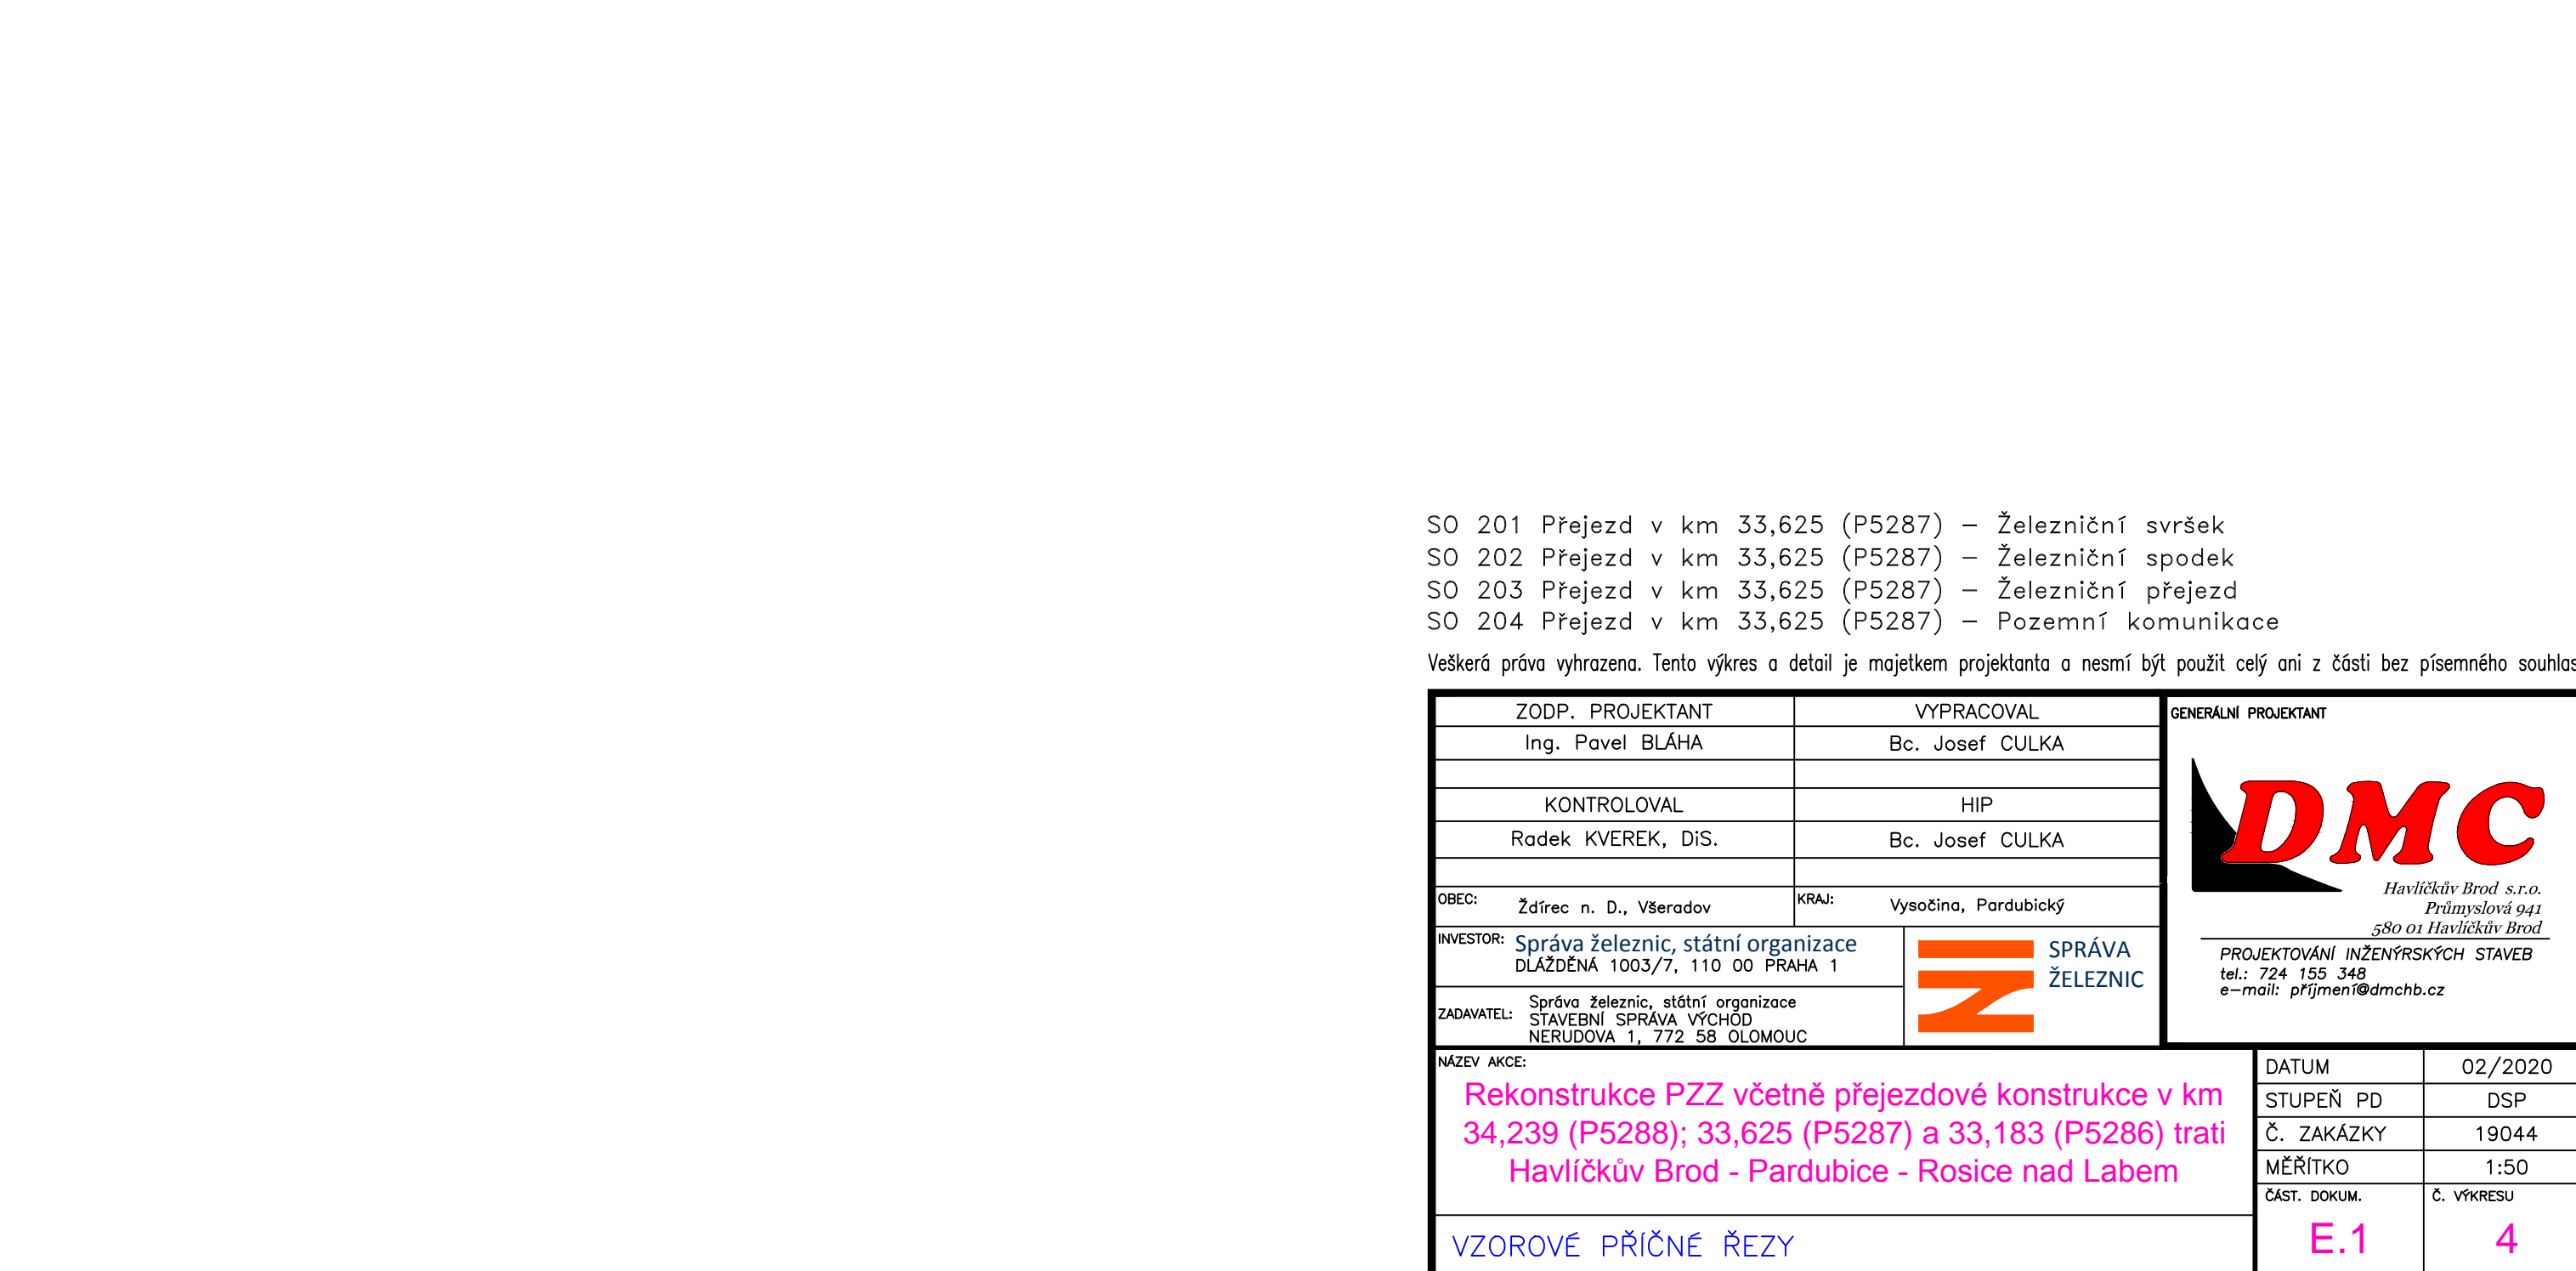 SO 201 Přejezd v km 33,625 (P5287) – Železniční svršek
SO 202 Přejezd v km 33,625 (P5287) – Železniční spodek
SO 203 Přejezd v km 33,625 (P5287) – Železniční přejezd
SO 204 Přejezd v km 33,625 (P5287) – Pozemní komunikace
Veškerá práva vyhrazena. Tento výkres a detail je majetkem projektanta a nesmí být použit celý ani z části bez písemného souhlas
ZODP. PROJEKTANT
VYPRACOVAL
Ing. Pavel BLÁHA
Bc. Josef CULKA
KONTROLOVAL
HIP
Radek KVEREK, DiS.
Bc. Josef CULKA
OBEC: Ždírec n. D., Všeradov
KRAJ: Vysočina, Pardubický
INVESTOR: Správa železnic, státní organizace
DLÁŽDĚNÁ 1003/7, 110 00 PRAHA 1
ZADAVATEL: Správa železnic, státní organizace
STAVEBNÍ SPRÁVA VÝCHOD
NERUDOVA 1, 772 58 OLOMOUC
SPRÁVA
ŽELEZNIC
GENERÁLNÍ PROJEKTANT
DMC
Havlíčkův Brod s.r.o.
Průmyslová 941
580 01 Havlíčkův Brod
PROJEKTOVÁNÍ INŽENÝRSKÝCH STAVEB
tel.: 724 155 348
e–mail: příjmení@dmchb.cz
NÁZEV AKCE:
Rekonstrukce PZZ včetně přejezdové konstrukce v km
34,239 (P5288); 33,625 (P5287) a 33,183 (P5286) trati
Havlíčkův Brod - Pardubice - Rosice nad Labem
VZOROVÉ PŘÍČNÉ ŘEZY
DATUM 02/2020
STUPEŇ PD DSP
Č. ZAKÁZKY 19044
MĚŘÍTKO 1:50
ČÁST. DOKUM. Č. VÝKRESU
E.1 4